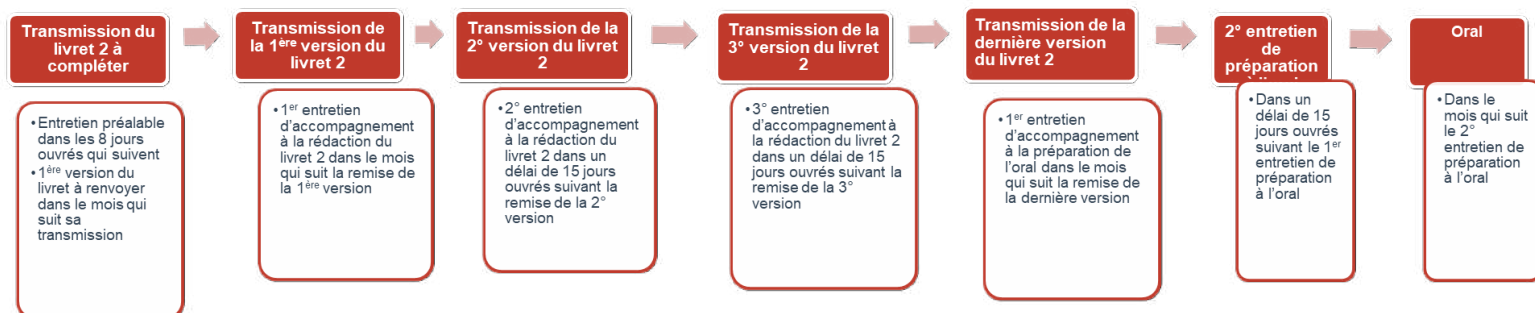 Transmission du
livret 2 à
compléter
•Entretien préalable
dans les 8 jours
ouvrés qui suivent
•1ère version du
livret à renvoyer
dans le mois qui
suit sa
transmission
Transmission de
la 1ère version du
livret 2
•1er entretien
d'accompagnement
à la rédaction du
livret 2 dans le mois
qui suit la remise de
la 1ère version
Transmission de la
2° version du livret
2
•2° entretien
d'accompagnement
à la rédaction du
livret 2 dans un
délai de 15 jours
ouvrés suivant la
remise de la 2°
version
Transmission de la
3° version du livret
2
•3° entretien
d'accompagnement à
la rédaction du livret 2
dans un délai de 15
jours ouvrés suivant la
remise de la 3°
version
Transmission de la
dernière version
du livret 2
•1er entretien
d'accompagnement
à la préparation de
l'oral dans le mois
qui suit la remise de
la dernière version
2° entretien
de
préparation
•Dans un
délai de 15
jours ouvrés
suivant le 1er
entretien de
préparation
à l'oral
Oral
•Dans le
mois qui suit
le 2°
entretien de
préparation
à l'oral